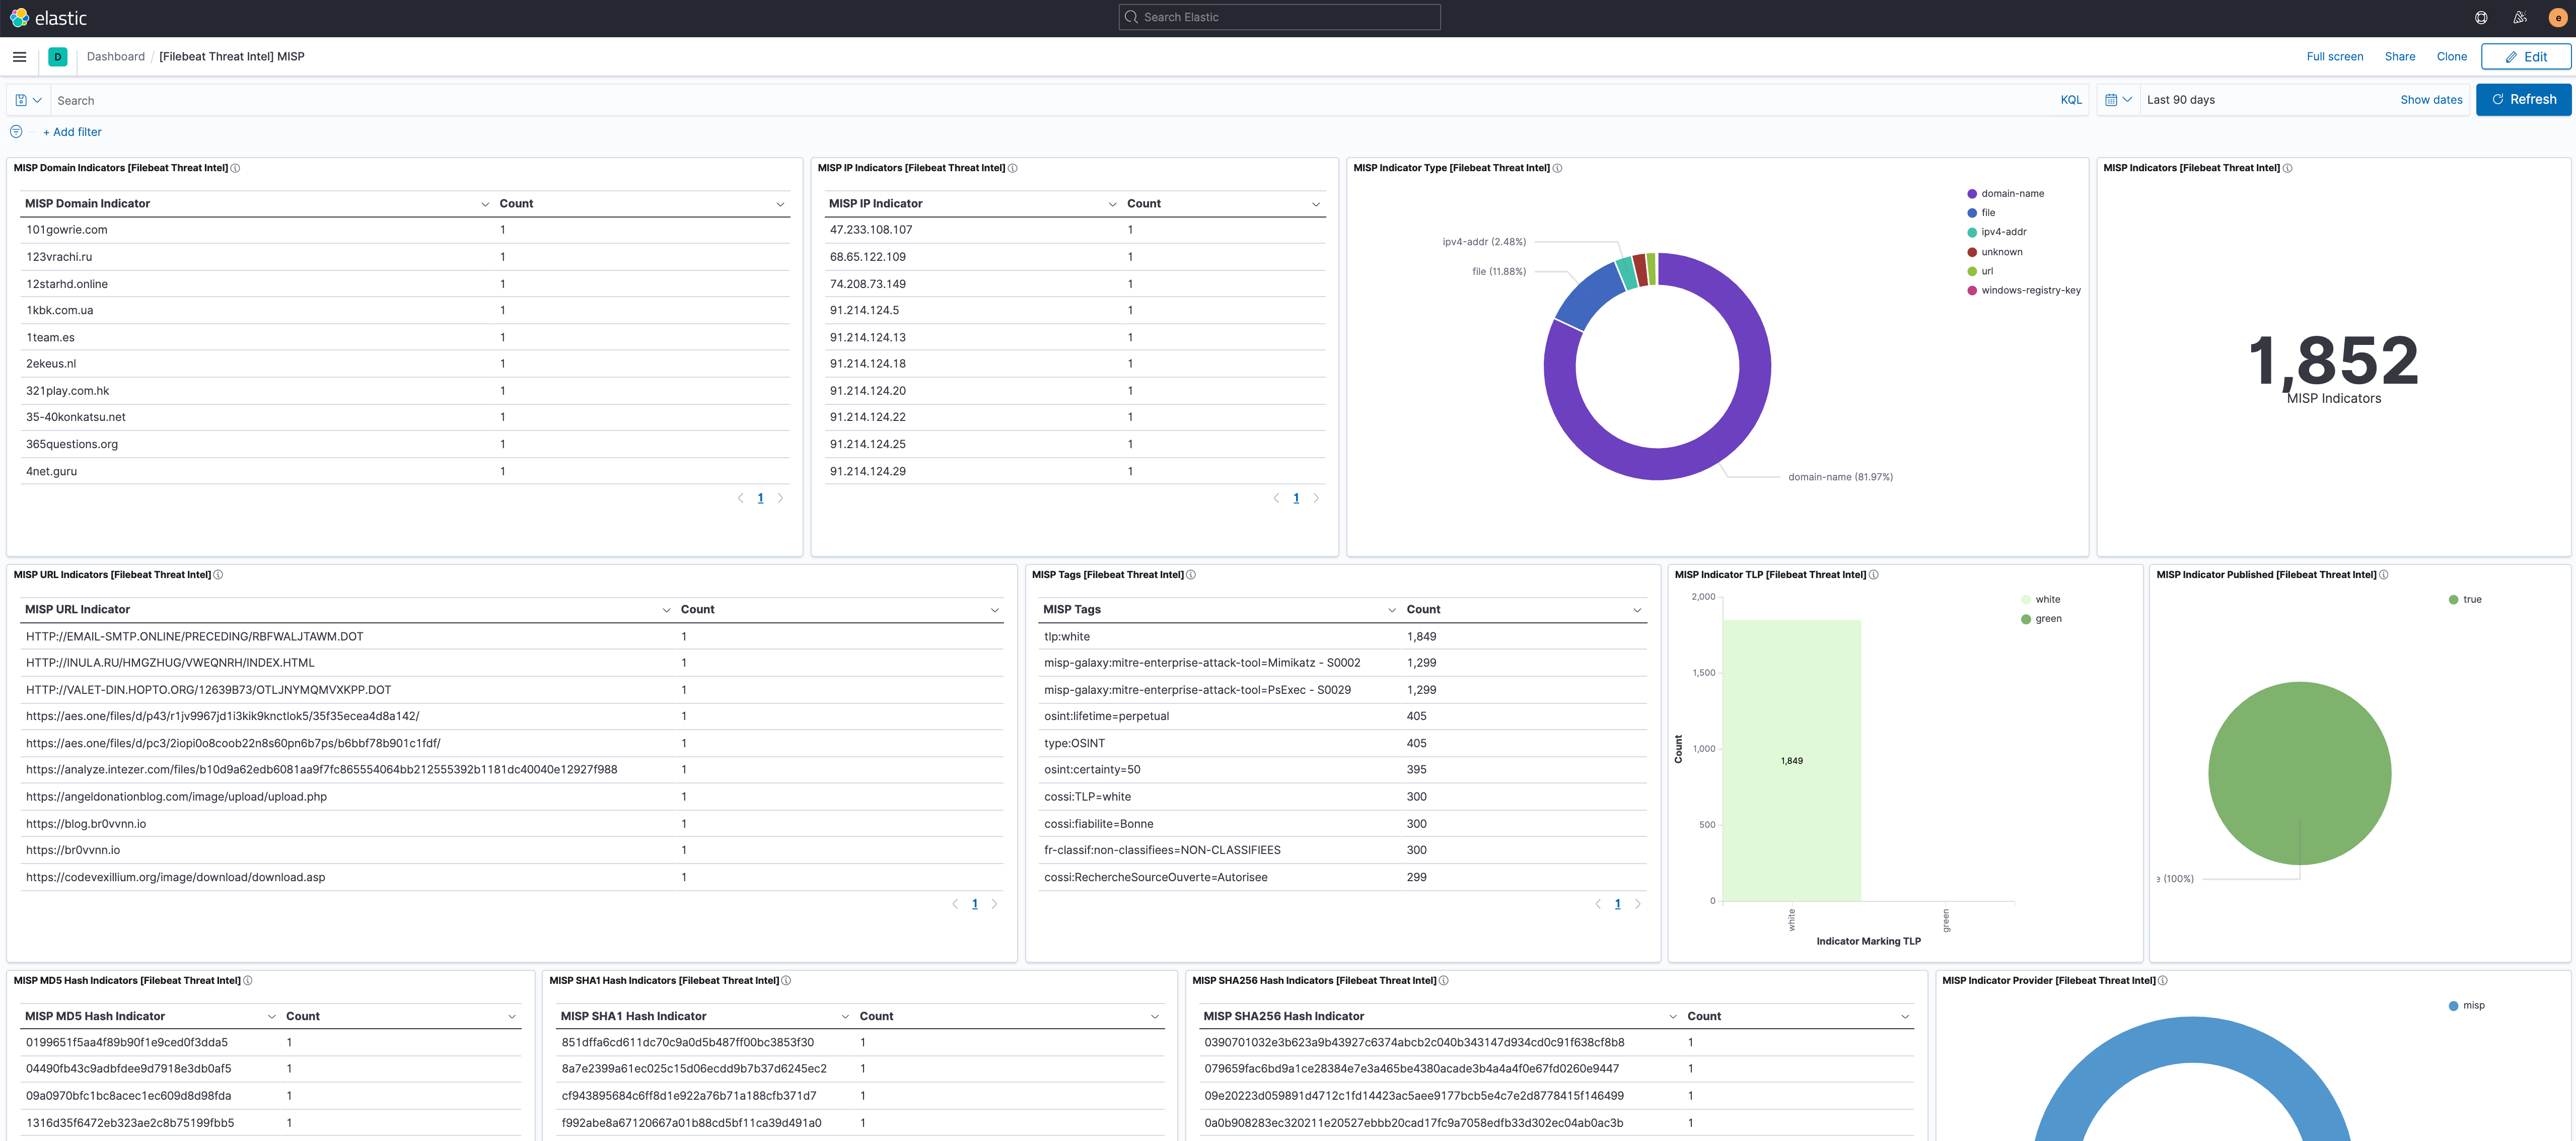 elastic
Search Elastic
e
D
Dashboard / [Filebeat Threat Intel] MISP
Full screen
Share
Clone
Edit
Search
KQL
Last 90 days
Show dates
Refresh
+ Add filter
MISP Domain Indicators [Filebeat Threat Intel]
MISP Domain Indicator Count
101gowrie.com 1
123vrachi.ru 1
12starhd.online 1
1kbk.com.ua 1
1team.es 1
2ekeus.nl 1
321play.com.hk 1
35-40konkatsu.net 1
365questions.org 1
4net.guru 1
1
MISP IP Indicators [Filebeat Threat Intel]
MISP IP Indicator Count
47.233.108.107 1
68.65.122.109 1
74.208.73.149 1
91.214.124.5 1
91.214.124.13 1
91.214.124.18 1
91.214.124.20 1
91.214.124.22 1
91.214.124.25 1
91.214.124.29 1
1
MISP Indicator Type [Filebeat Threat Intel]
domain-name
file
ipv4-addr
unknown
url
windows-registry-key
ipv4-addr (2.48%)
file (11.88%)
domain-name (81.97%)
MISP Indicators [Filebeat Threat Intel]
1,852
MISP Indicators
MISP URL Indicators [Filebeat Threat Intel]
MISP URL Indicator Count
HTTP://EMAIL-SMTP.ONLINE/PRECEDING/RBFWALJTAWM.DOT 1
HTTP://INULA.RU/HMGZHUG/VWEQNRH/INDEX.HTML 1
HTTP://VALET-DIN.HOPTO.ORG/12639B73/OTLJNYMQMVXKPP.DOT 1
https://aes.one/files/d/p43/r1jv9967jd1i3kik9knctlok5/35f35ecea4d8a142/ 1
https://aes.one/files/d/pc3/2iopi0o8coob22n8s60pn6b7ps/b6bbf78b901c1fdf/ 1
https://analyze.intezer.com/files/b10d9a62edb6081aa9f7fc865554064bb212555392b1181dc40040e12927f988 1
https://angeldonationblog.com/image/upload/upload.php 1
https://blog.br0vvnn.io 1
https://br0vvnn.io 1
https://codevexillium.org/image/download/download.asp 1
1
MISP Tags [Filebeat Threat Intel]
MISP Tags Count
tlp:white 1,849
misp-galaxy:mitre-enterprise-attack-tool=Mimikatz - S0002 1,299
misp-galaxy:mitre-enterprise-attack-tool=PsExec - S0029 1,299
osint:lifetime=perpetual 405
type:OSINT 405
osint:certainty=50 395
cossi:TLP=white 300
cossi:fiabilite=Bonne 300
fr-classif:non-classifiees=NON-CLASSIFIEES 300
cossi:RechercheSourceOuverte=Autorisee 299
1
MISP Indicator TLP [Filebeat Threat Intel]
white
green
2,000
1,500
1,000
500
0
Count
1,849
white
green
Indicator Marking TLP
MISP Indicator Published [Filebeat Threat Intel]
true
e (100%)
MISP MD5 Hash Indicators [Filebeat Threat Intel]
MISP MD5 Hash Indicator Count
0199651f5aa4f89b90f1e9ced0f3dda5 1
04490fb43c9adbfdee9d7918e3db0af5 1
09a0970bfc1bc8acec1ec609d8d98fda 1
1316d35f6472eb323ae2c8b75199fbb5 1
MISP SHA1 Hash Indicators [Filebeat Threat Intel]
MISP SHA1 Hash Indicator Count
851dffa6cd611dc70c9a0d5b487ff00bc3853f30 1
8a7e2399a61ec025c15d06ecdd9b7b37d6245ec2 1
cf943895684c6ff8d1e922a76b71a188cfb371d7 1
f992abe8a67120667a01b88cd5bf11ca39d491a0 1
MISP SHA256 Hash Indicators [Filebeat Threat Intel]
MISP SHA256 Hash Indicator Count
0390701032e3b623a9b43927c6374abcb2c040b343147d934cd0c91f638cf8b8 1
079659fac6bd9a1ce28384e7e3a465be4380acade3b4a4a4f0e67fd0260e9447 1
09e20223d059891d4712c1fd14423ac5aee9177bcb5e4c7e2d8778415f146499 1
0a0b908283ec320211e20527ebbb20cad17fc9a7058edfb33d302ec04ab0ac3b 1
MISP Indicator Provider [Filebeat Threat Intel]
misp